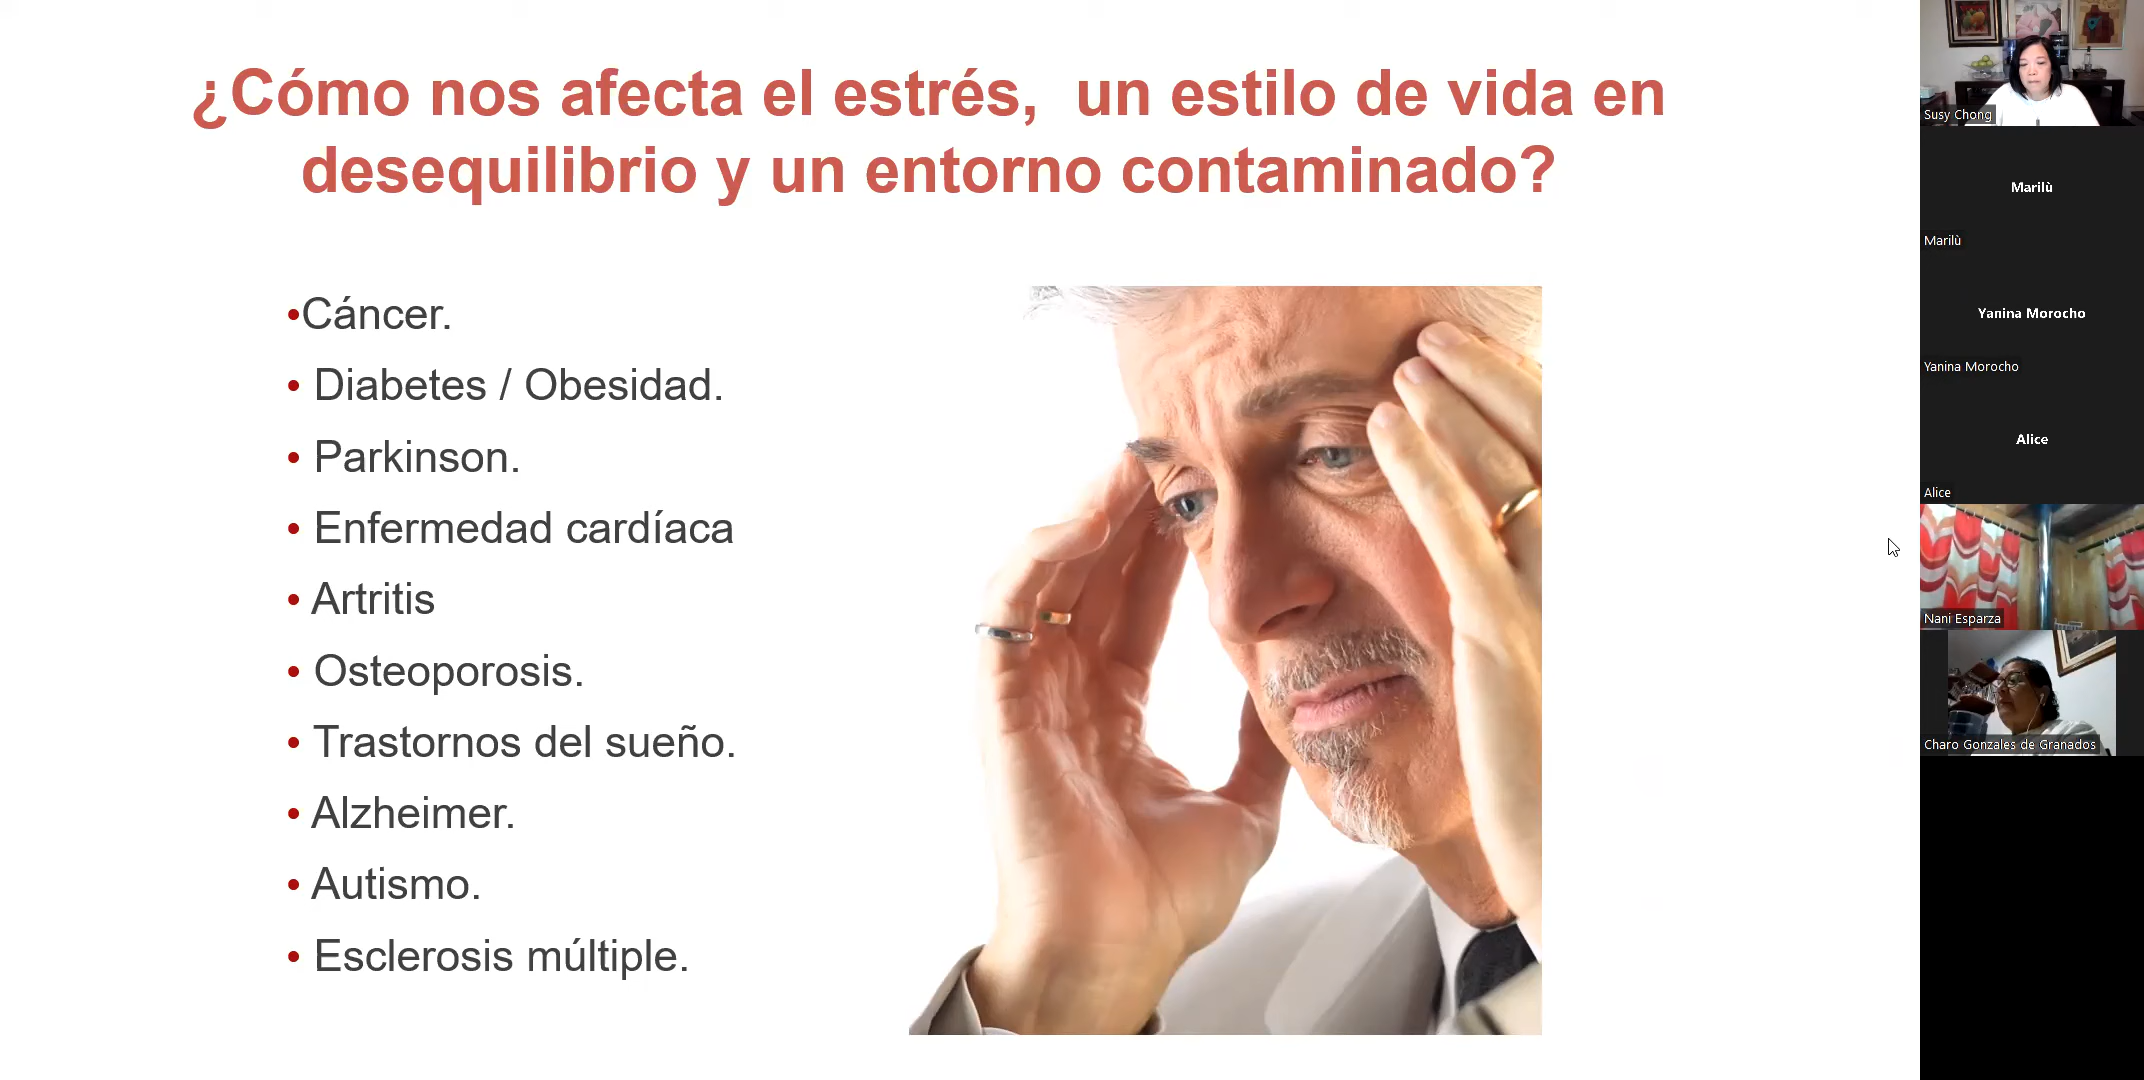 ¿Cómo nos afecta el estrés, un estilo de vida en
desequilibrio y un entorno contaminado?
•Cáncer.
• Diabetes / Obesidad.
• Parkinson.
• Enfermedad cardíaca
• Artritis
• Osteoporosis.
• Trastornos del sueño.
• Alzheimer.
• Autismo.
• Esclerosis múltiple.
Susy Chong
Marilù
Marilù
Yanina Morocho
Yanina Morocho
Alice
Alice
Nani Esparza
Charo Gonzales de Granados